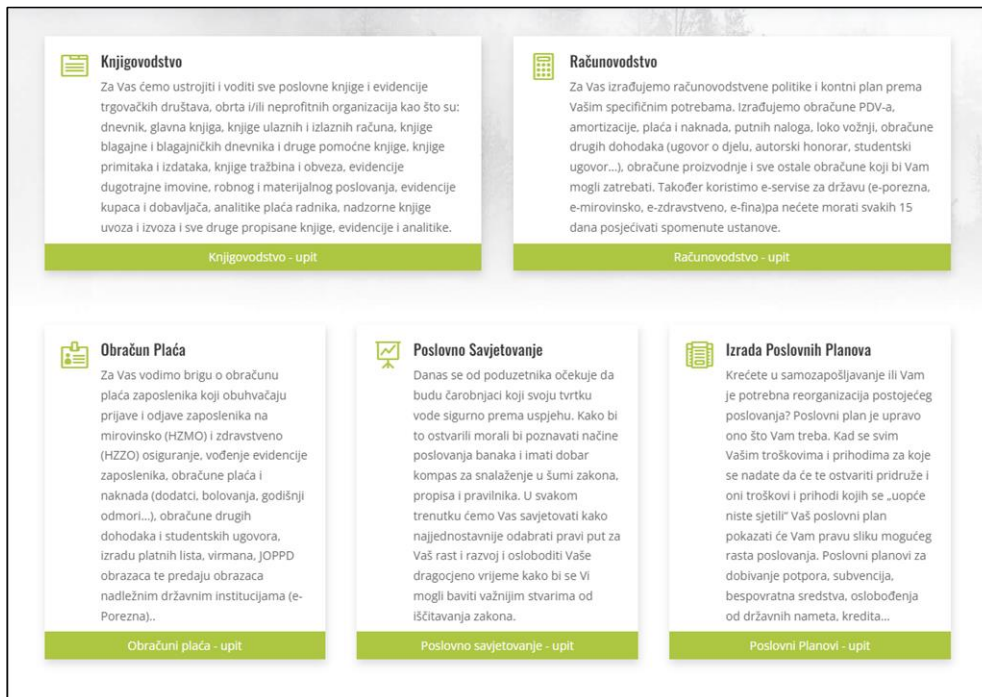 Knjigovodstvo
Za Vas ćemo ustrojiti i voditi sve poslovne knjige i evidencije
trgovačkih društava, obrta i/ili neprofitnih organizacija kao što su:
dnevnik, glavna knjiga, knjige ulaznih i izlaznih računa, knjige
blagajne i blagajničkih dnevnika i druge pomoćne knjige, knjige
primitaka i izdataka, knjige tražbina i obveza, evidencije
dugotrajne imovine, robnog i materijalnog poslovanja, evidencije
kupaca i dobavljača, analitike plaća radnika, nadzorne knjige
uvoza i izvoza i sve druge propisane knjige, evidencije i analitike.
Knjigovodstvo - upit
Računovodstvo
Za Vas izrađujemo računovodstvene politike i kontni plan prema
Vašim specifičnim potrebama. Izrađujemo obračune PDV-a,
amortizacije, plaća i naknada, putnih naloga, loko vožnji, obračune
drugih dohodaka (ugovor o djelu, autorski honorar, studentski
ugovor...), obračune proizvodnje i sve ostale obračune koji bi Vam
mogli zatrebati. Također koristimo e-servise za državu (e-porezna,
e-mirovinsko, e-zdravstveno, e-fina)pa nećete morati svakih 15
dana posjećivati spomenute ustanove.
Računovodstvo - upit
Obračun Plaća
Za Vas vodimo brigu o obračunu
plaća zaposlenika koji obuhvačaju
prijave i odjave zaposlenika na
mirovinsko (HZMO) i zdravstveno
(HZZO) osiguranje, vođenje evidencije
zaposlenika, obračune plaća i
naknada (dodatci, bolovanja, godišnji
odmori...), obračune drugih
dohodaka i studentskih ugovora,
izradu platnih lista, virmana, JOPPD
obrazaca te predaju obrazaca
nadležnim državnim institucijama (e-
Porezna)..
Obračuni plaća - upit
Poslovno Savjetovanje
Danas se od poduzetnika očekuje da
budu čarobnjaci koji svoju tvrtku
vode sigurno prema uspjehu. Kako bi
to ostvarili morali bi poznavati načine
poslovanja banaka i imati dobar
kompas za snalaženje u šumi zakona,
propisa i pravilnika. U svakom
trenutku ćemo Vas savjetovati kako
najjednostavnije odabrati pravi put za
Vaš rast i razvoj i osloboditi Vaše
dragocjeno vrijeme kako bi se Vi
mogli baviti važnijim stvarima od
iščitavanja zakona.
Poslovno savjetovanje - upit
Izrada Poslovnih Planova
Krećete u samozapošljavanje ili Vam
je potrebna reorganizacija postojećeg
poslovanja? Poslovni plan je upravo
ono što Vam treba. Kad se svim
Vašim troškovima i prihodima za koje
se nadate da će te ostvariti pridruže i
oni troškovi i prihodi kojih se „uopće
niste sjetili“ Vaš poslovni plan
pokazati će Vam pravu sliku mogućeg
rasta poslovanja. Poslovni planovi za
dobivanje potpora, subvencija,
bespovratna sredstva, oslobođenja
od državnih nameta, kredita...
Poslovni Planovi - upit